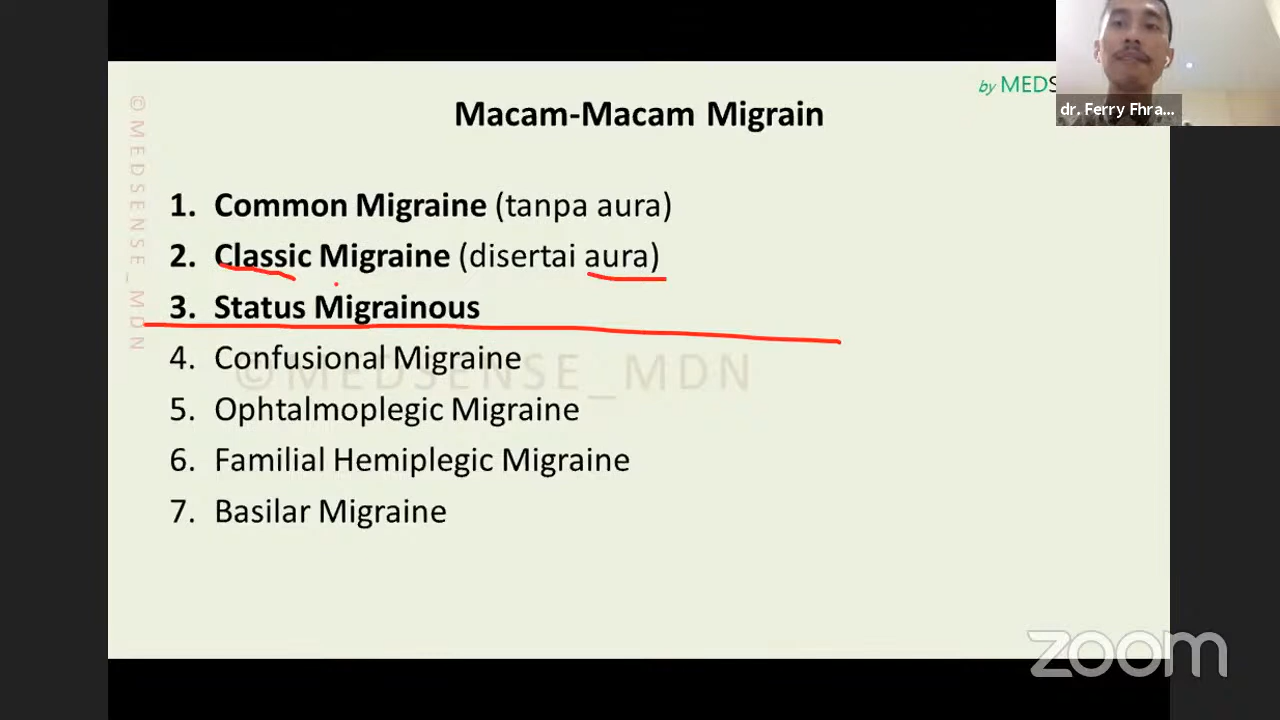 by MEDS
Macam-Macam Migrain
dr. Ferry Fhra...
©MEDSENSE_MDN
1. Common Migraine (tanpa aura)
2. Classic Migraine (disertai aura)
3. Status Migrainous
4. Confusional Migraine
©MEDSENSE_MDN
5. Ophtalmoplegic Migraine
6. Familial Hemiplegic Migraine
7. Basilar Migraine
zoom